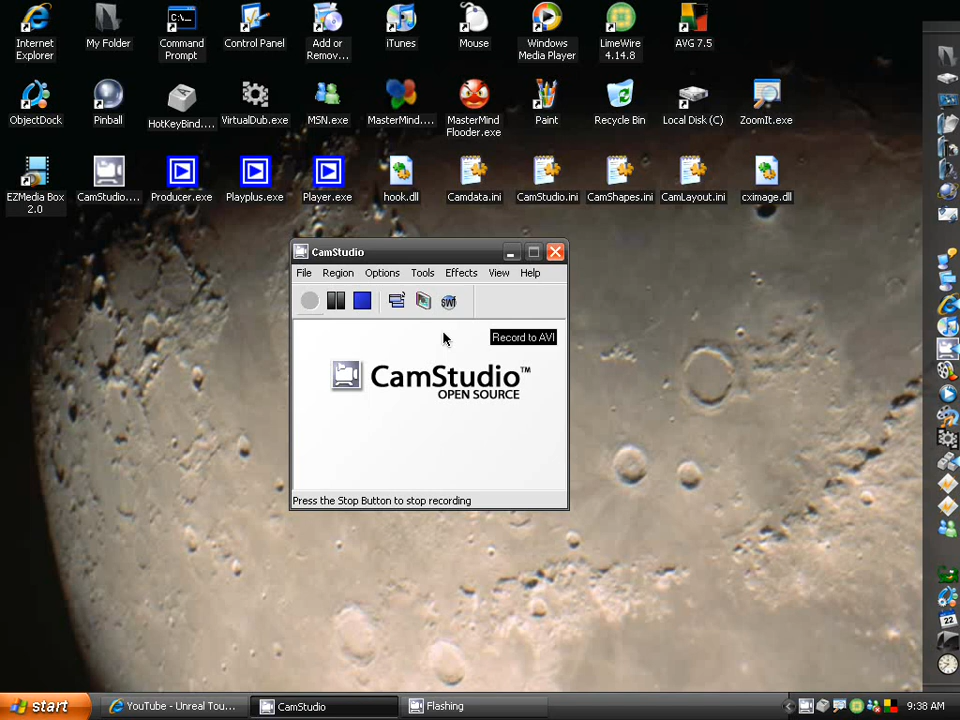 Internet Explorer
My Folder
Command Prompt
Control Panel
Add or Remov...
iTunes
Mouse
Windows Media Player
LimeWire 4.14.8
AVG 7.5
ObjectDock
Pinball
HotKeyBind....
VirtualDub.exe
MSN.exe
MasterMind....
MasterMind Flooder.exe
Paint
Recycle Bin
Local Disk (C)
ZoomIt.exe
EZMedia Box 2.0
CamStudio....
Producer.exe
Playplus.exe
Player.exe
hook.dll
Camdata.ini
CamStudio.ini
CamShapes.ini
CamLayout.ini
cximage.dll
C:\_
CamStudio
File Region Options Tools Effects View Help
SWF
Record to AVI
CamStudio™
OPEN SOURCE
Press the Stop Button to stop recording
22
start
YouTube - Unreal Tou...
CamStudio
Flashing
9:38 AM